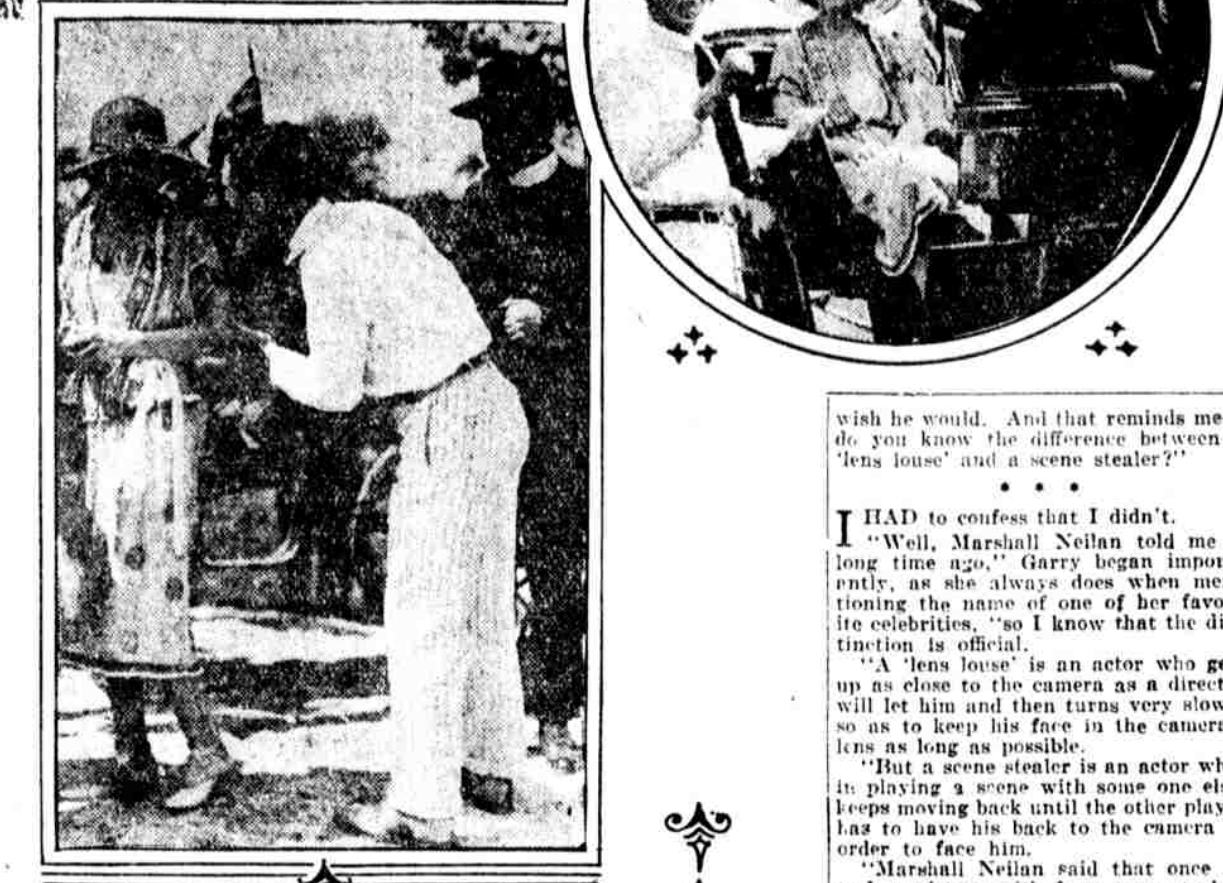 wish he would. And that reminds me
do you know the difference between
'lens louse' and a scene stealer?"
I HAD to confess that I didn't.
"Well, Marshall Neilan told me
long time ago," Garry began impor
ently, as she always does when me
tioning the name of one of her favo
ite celebrities, "so I know that the di
tinction is official.
"A 'lens louse' is an actor who ge
up as close to the camera as a direct
will let him and then turns very slow
so as to keep his face in the camera
lens as long as possible.
"But a scene stealer is an actor wh
in playing a scene with some one els
keeps moving back until the other play
has to have his back to the camera
order to face him.
"Marshall Neilan said that once